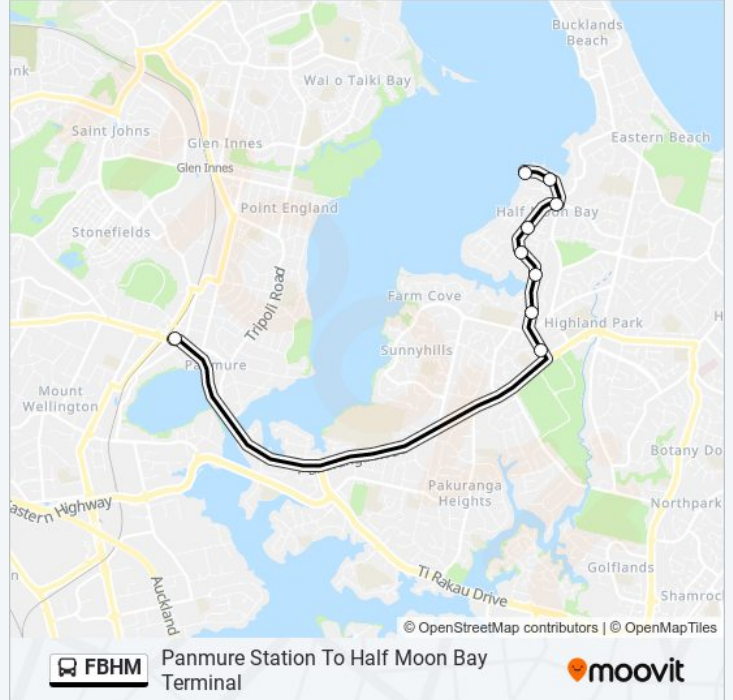 Bucklands
Beach
Wai o Taiki Bay
Saint Johns
Glen Innes
Eastern Beach
Glen Innes
Point England
Half Moon Bay
Stonefields
Tripoli Road
Farm Cove
Highland Park
Sunnyhills
Panmure
Mount
Wellington
Botany Do
Pakuranga
Heights
Northpark
astern Highway
Golflands
Ti Rakau Drive
Auckland
Shamroc
© OpenStreetMap contributors | © OpenMapTiles
FBHM
Panmure Station To Half Moon Bay
Terminal
moovit